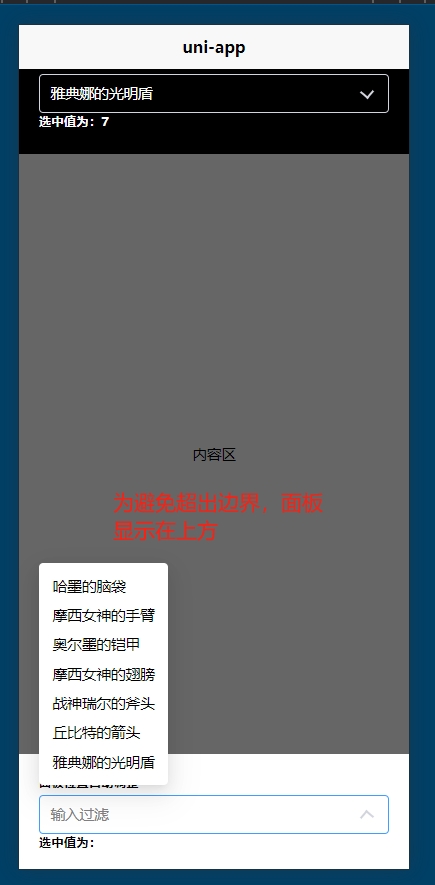 uni-app
雅典娜的光明盾
选中值为：7
内容区
为避免超出边界，面板
显示在上方
哈墨的脑袋
摩西女神的手臂
奥尔墨的铠甲
摩西女神的翅膀
战神瑞尔的斧头
丘比特的箭头
雅典娜的光明盾
输入过滤
选中值为：